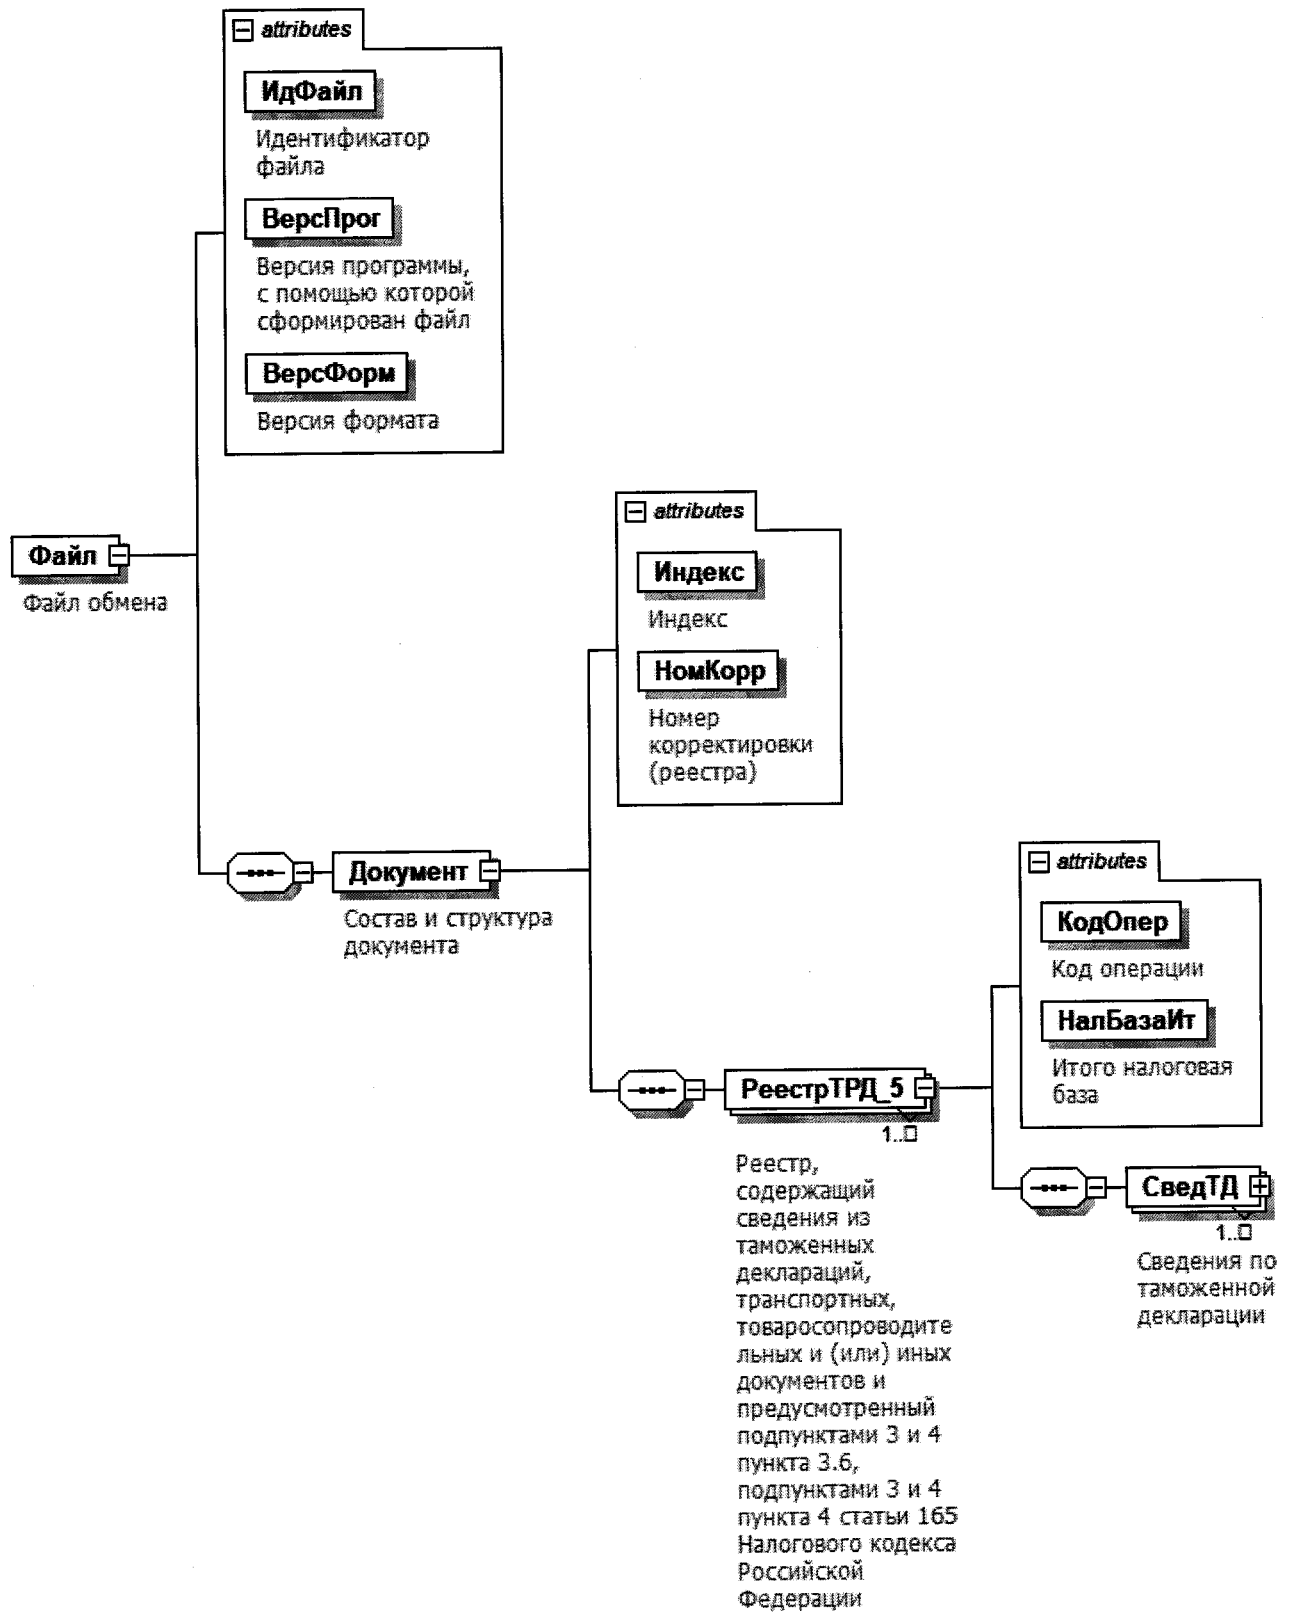 attributes
ИдФайл
Идентификатор
файла
ВерсПрог
Версия программы,
с помощью которой
сформирован файл
ВерсФорм
Версия формата
Файл
Файл обмена
attributes
Индекс
Индекс
НомКорр
Номер
корректировки
(реестра)
Документ
Состав и структура
документа
attributes
КодОпер
Код операции
НалБазаИт
Итого налоговая
база
РеестрТРД_5
1..□
Реестр,
содержащий
сведения из
таможенных
деклараций,
транспортных,
товаросопроводите
льных и (или) иных
документов и
предусмотренный
подпунктами 3 и 4
пункта 3.6,
подпунктами 3 и 4
пункта 4 статьи 165
Налогового кодекса
Российской
Федерации
СведТД
1..□
Сведения по
таможенной
декларации